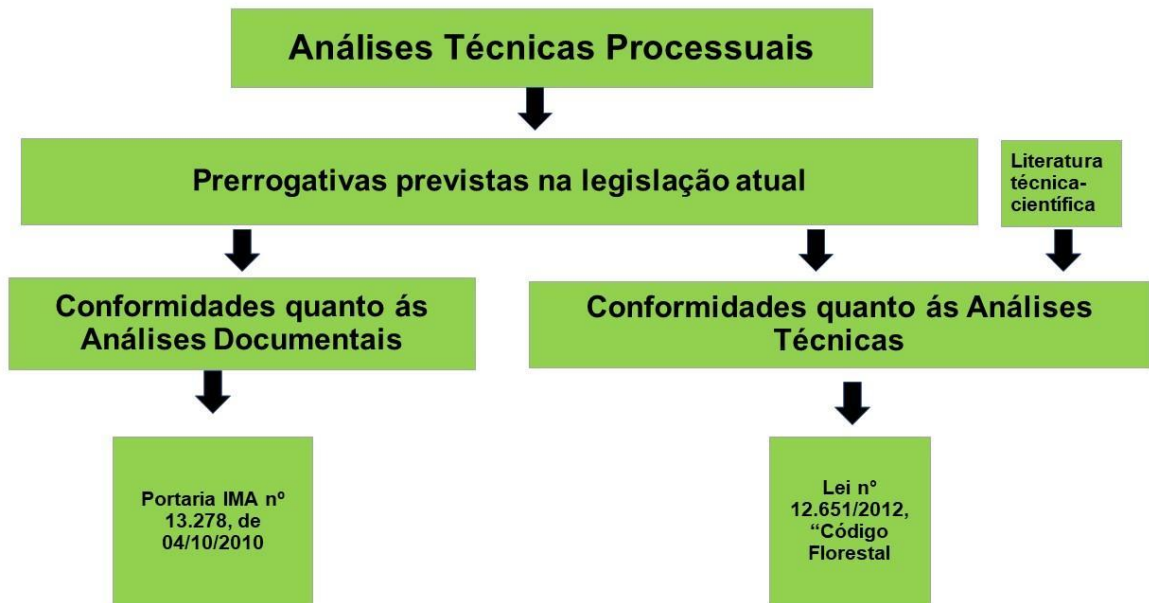 Análises Técnicas Processuais
Prerrogativas previstas na legislação atual
Literatura
técnica-
científica
Conformidades quanto ás
Análises Documentais
Conformidades quanto ás Análises
Técnicas
Portaria IMA nº
13.278, de
04/10/2010
Lei nº
12.651/2012,
“Código
Florestal